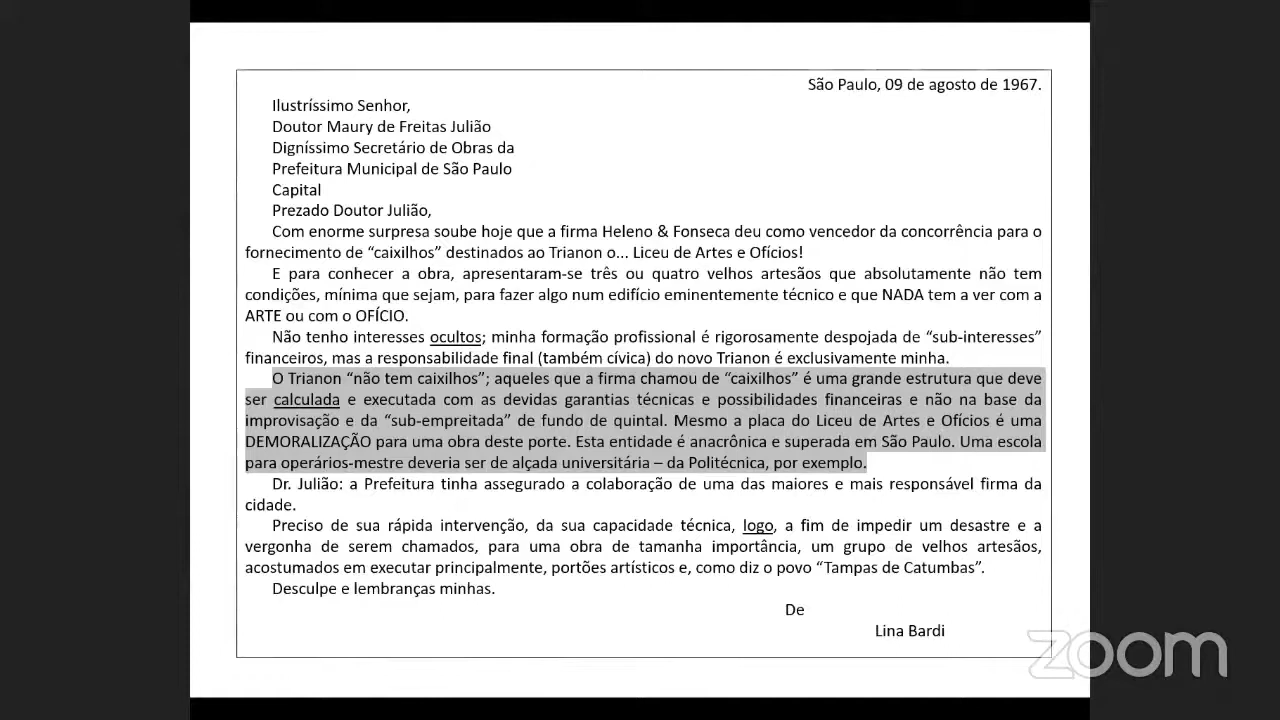 São Paulo, 09 de agosto de 1967.
Ilustríssimo Senhor,
Doutor Maury de Freitas Julião
Digníssimo Secretário de Obras da
Prefeitura Municipal de São Paulo
Capital
Prezado Doutor Julião,
Com enorme surpresa soube hoje que a firma Heleno & Fonseca deu como vencedor da concorrência para o
fornecimento de “caixilhos” destinados ao Trianon o... Liceu de Artes e Ofícios!
E para conhecer a obra, apresentaram-se três ou quatro velhos artesãos que absolutamente não tem
condições, mínima que sejam, para fazer algo num edifício eminentemente técnico e que NADA tem a ver com a
ARTE ou com o OFÍCIO.
Não tenho interesses ocultos; minha formação profissional é rigorosamente despojada de “sub-interesses”
financeiros, mas a responsabilidade final (também cívica) do novo Trianon é exclusivamente minha.
O Trianon “não tem caixilhos”; aqueles que a firma chamou de “caixilhos” é uma grande estrutura que deve
ser calculada e executada com as devidas garantias técnicas e possibilidades financeiras e não na base da
improvisação e da “sub-empreitada” de fundo de quintal. Mesmo a placa do Liceu de Artes e Ofícios é uma
DEMORALIZAÇÃO para uma obra deste porte. Esta entidade é anacrônica e superada em São Paulo. Uma escola
para operários-mestre deveria ser de alçada universitária – da Politécnica, por exemplo.
Dr. Julião: a Prefeitura tinha assegurado a colaboração de uma das maiores e mais responsável firma da
cidade.
Preciso de sua rápida intervenção, da sua capacidade técnica, logo, a fim de impedir um desastre e a
vergonha de serem chamados, para uma obra de tamanha importância, um grupo de velhos artesãos,
acostumados em executar principalmente, portões artísticos e, como diz o povo “Tampas de Catumbas”.
Desculpe e lembranças minhas.
De
Lina Bardi
zoom